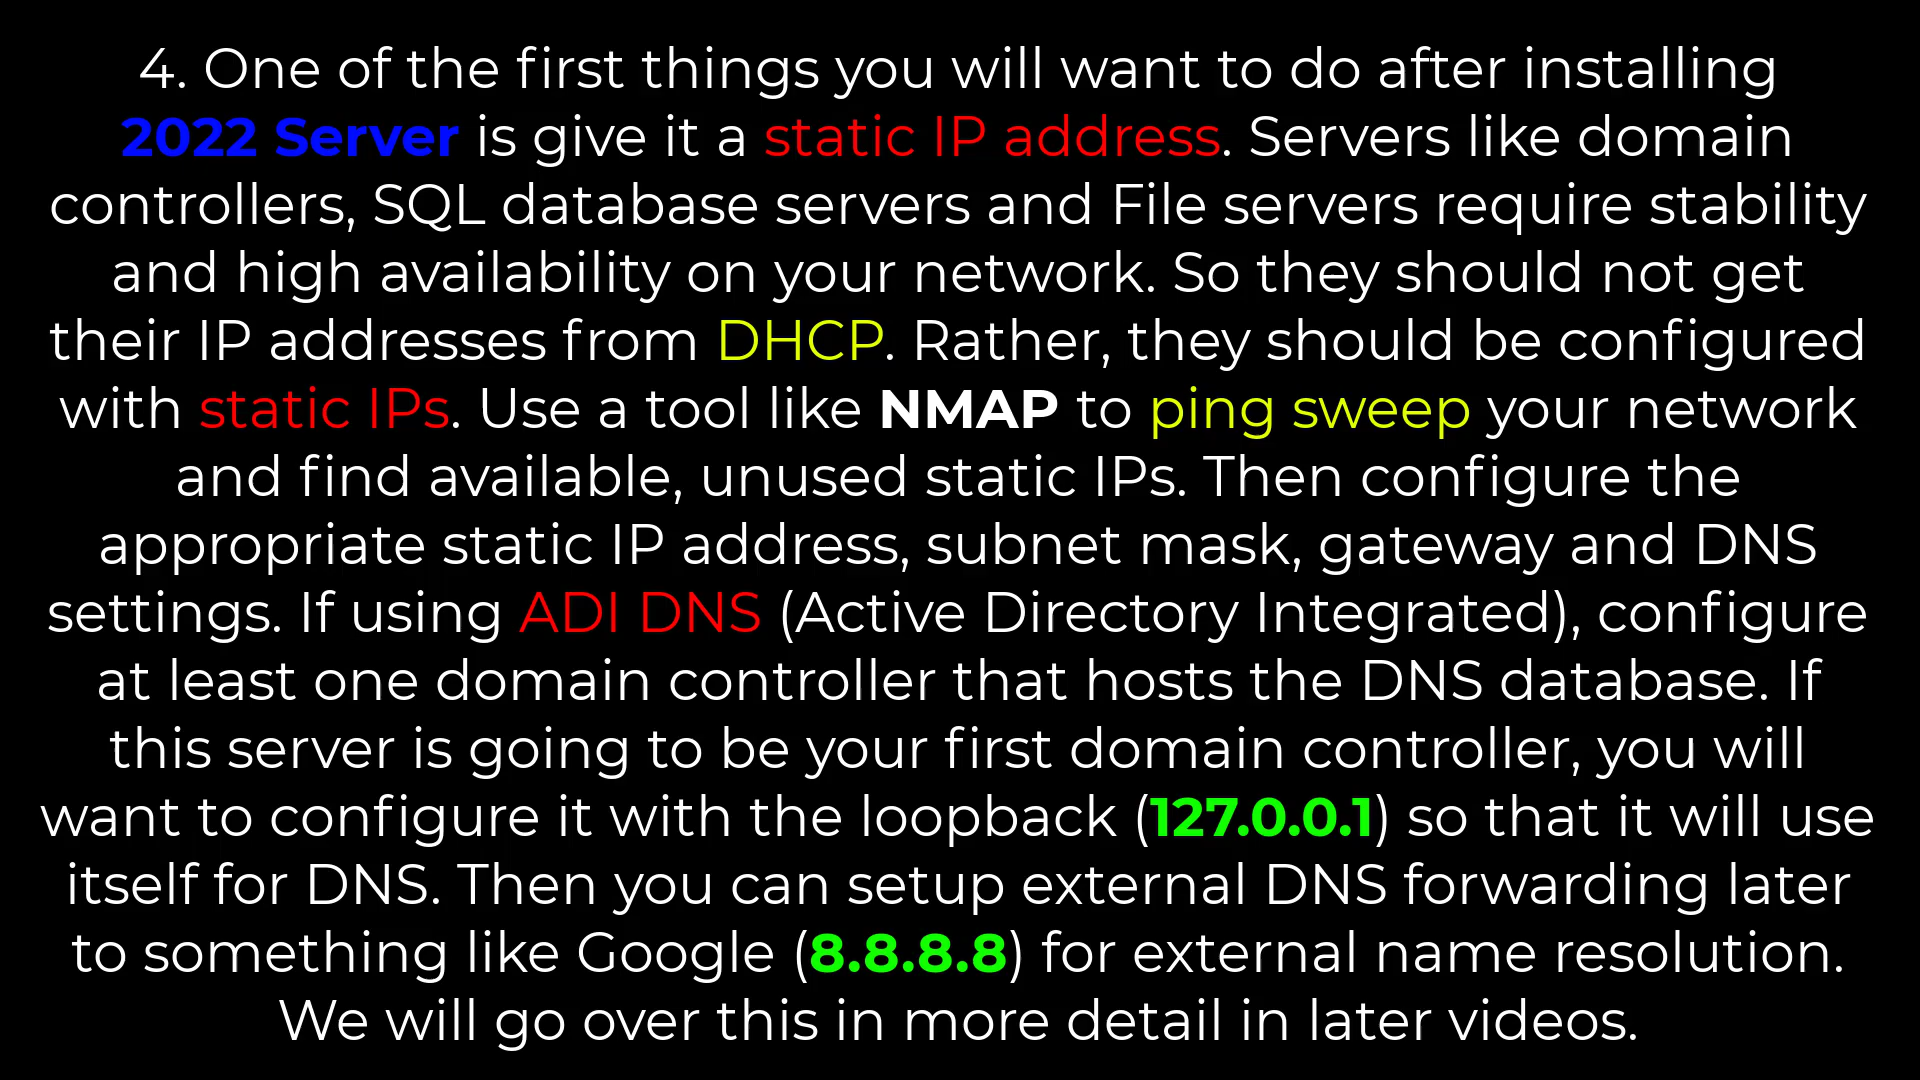 4. One of the first things you will want to do after installing
2022 Server is give it a static IP address. Servers like domain
controllers, SQL database servers and File servers require stability
and high availability on your network. So they should not get
their IP addresses from DHCP. Rather, they should be configured
with static IPs. Use a tool like NMAP to ping sweep your network
and find available, unused static IPs. Then configure the
appropriate static IP address, subnet mask, gateway and DNS
settings. If using ADI DNS (Active Directory Integrated), configure
at least one domain controller that hosts the DNS database. If
this server is going to be your first domain controller, you will
want to configure it with the loopback (127.0.0.1) so that it will use
itself for DNS. Then you can setup external DNS forwarding later
to something like Google (8.8.8.8) for external name resolution.
We will go over this in more detail in later videos.